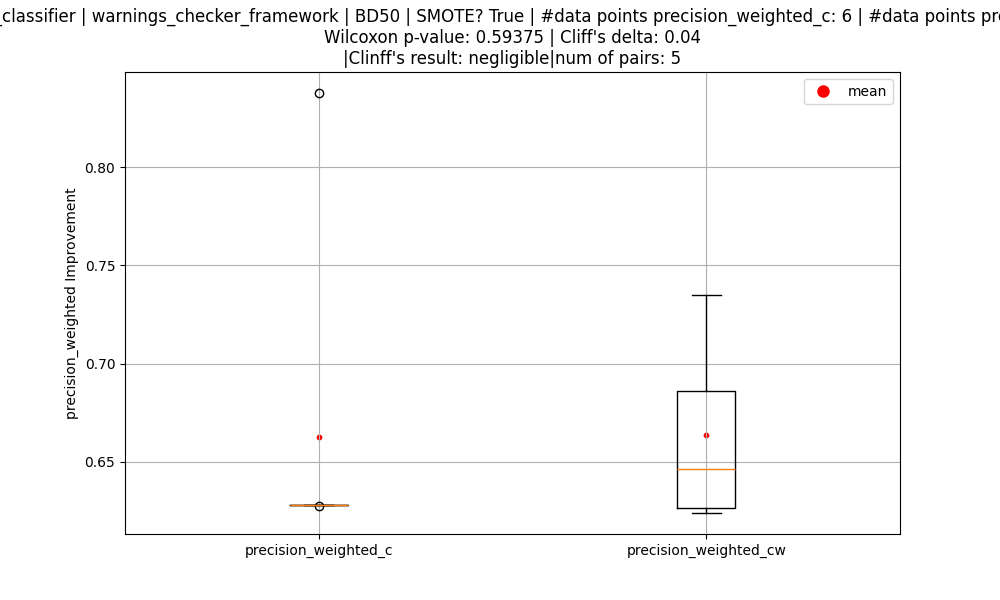 _classifier | warnings_checker_framework | BD50 | SMOTE? True | #data points precision_weighted_c: 6 | #data points
Wilcoxon p-value: 0.59375 | Cliff's delta: 0.04
|Clinff's result: negligible|num of pairs: 5
mean
0.80
0.75
0.70
0.65
precision_weighted Improvement
precision_weighted_c
precision_weighted_cw